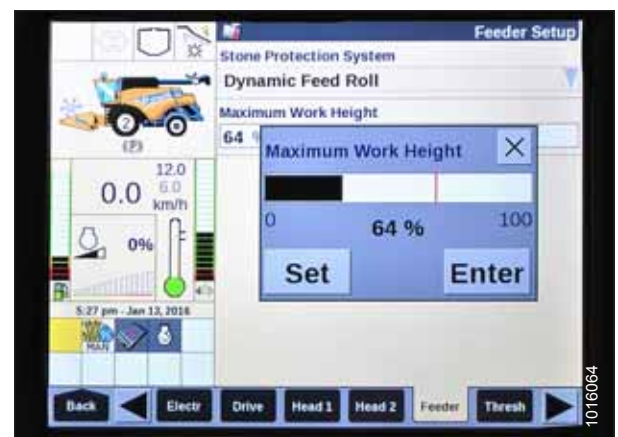 Feeder Setup
Stone Protection System
Dynamic Feed Roll
Maximum Work Height
64 %
Maximum Work Height
0 64 % 100
Set Enter
2
(P)
12.0
0.0 6.0
km/h
0%
5:27 pm - Jan 13, 2016
MAN
Back Electr Drive Head 1 Head 2 Feeder Thresh
1016064